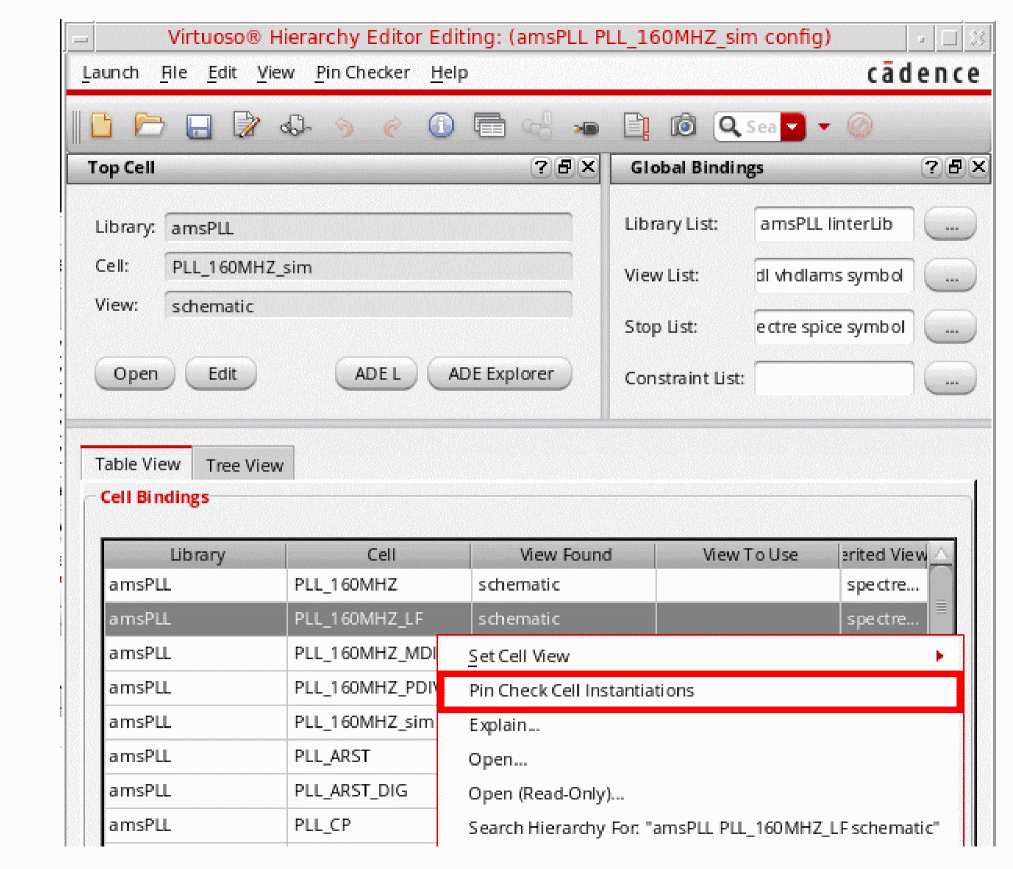 Virtuoso® Hierarchy Editor Editing: (amsPLL PLL_160MHZ_sim config)
Launch File Edit View Pin Checker Help cādence
Sea
Top Cell
Library: amsPLL
Cell: PLL_160MHZ_sim
View: schematic
Open Edit ADE L ADE Explorer
Global Bindings
Library List: amsPLL linterLib ...
View List: dl vhdlams symbol ...
Stop List: ectre spice symbol ...
Constraint List: ...
Table View Tree View
Cell Bindings
Library Cell View Found View To Use erited View
amsPLL PLL_160MHZ schematic spectre...
amsPLL PLL_160MHZ_LF schematic spectre...
amsPLL PLL_160MHZ_MDI
amsPLL PLL_160MHZ_PDIV
amsPLL PLL_160MHZ_sim
amsPLL PLL_ARST
amsPLL PLL_ARST_DIG
amsPLL PLL_CP
Set Cell View
Pin Check Cell Instantiations
Explain...
Open...
Open (Read-Only)...
Search Hierarchy For: "amsPLL PLL_160MHZ_LF schematic"